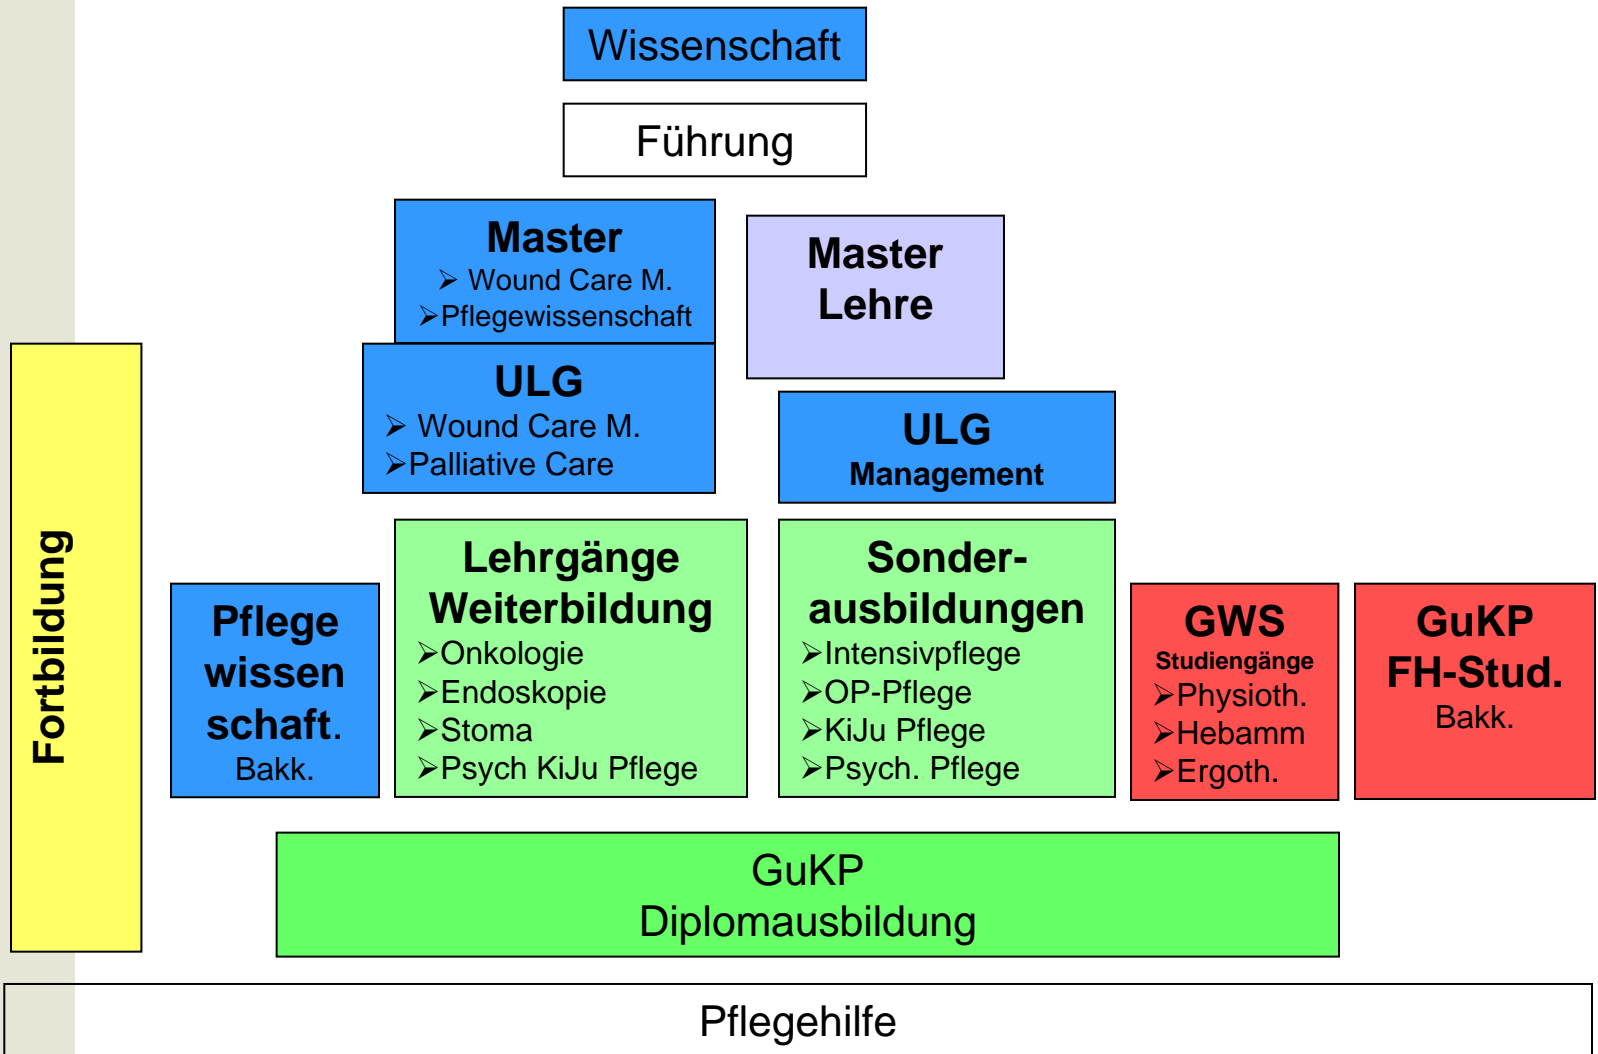 Wissenschaft
Führung
Master
➢ Wound Care M.
➢Pflegewissenschaft
Master
Lehre
ULG
➢ Wound Care M.
➢Palliative Care
ULG
Management
Fortbildung
Pflege
wissen
schaft.
Bakk.
Lehrgänge
Weiterbildung
➢Onkologie
➢Endoskopie
➢Stoma
➢Psych KiJu Pflege
Sonder-
ausbildungen
➢Intensivpflege
➢OP-Pflege
➢KiJu Pflege
➢Psych. Pflege
GWS
Studiengänge
➢Physioth.
➢Hebamm
➢Ergoth.
GuKP
FH-Stud.
Bakk.
GuKP
Diplomausbildung
Pflegehilfe